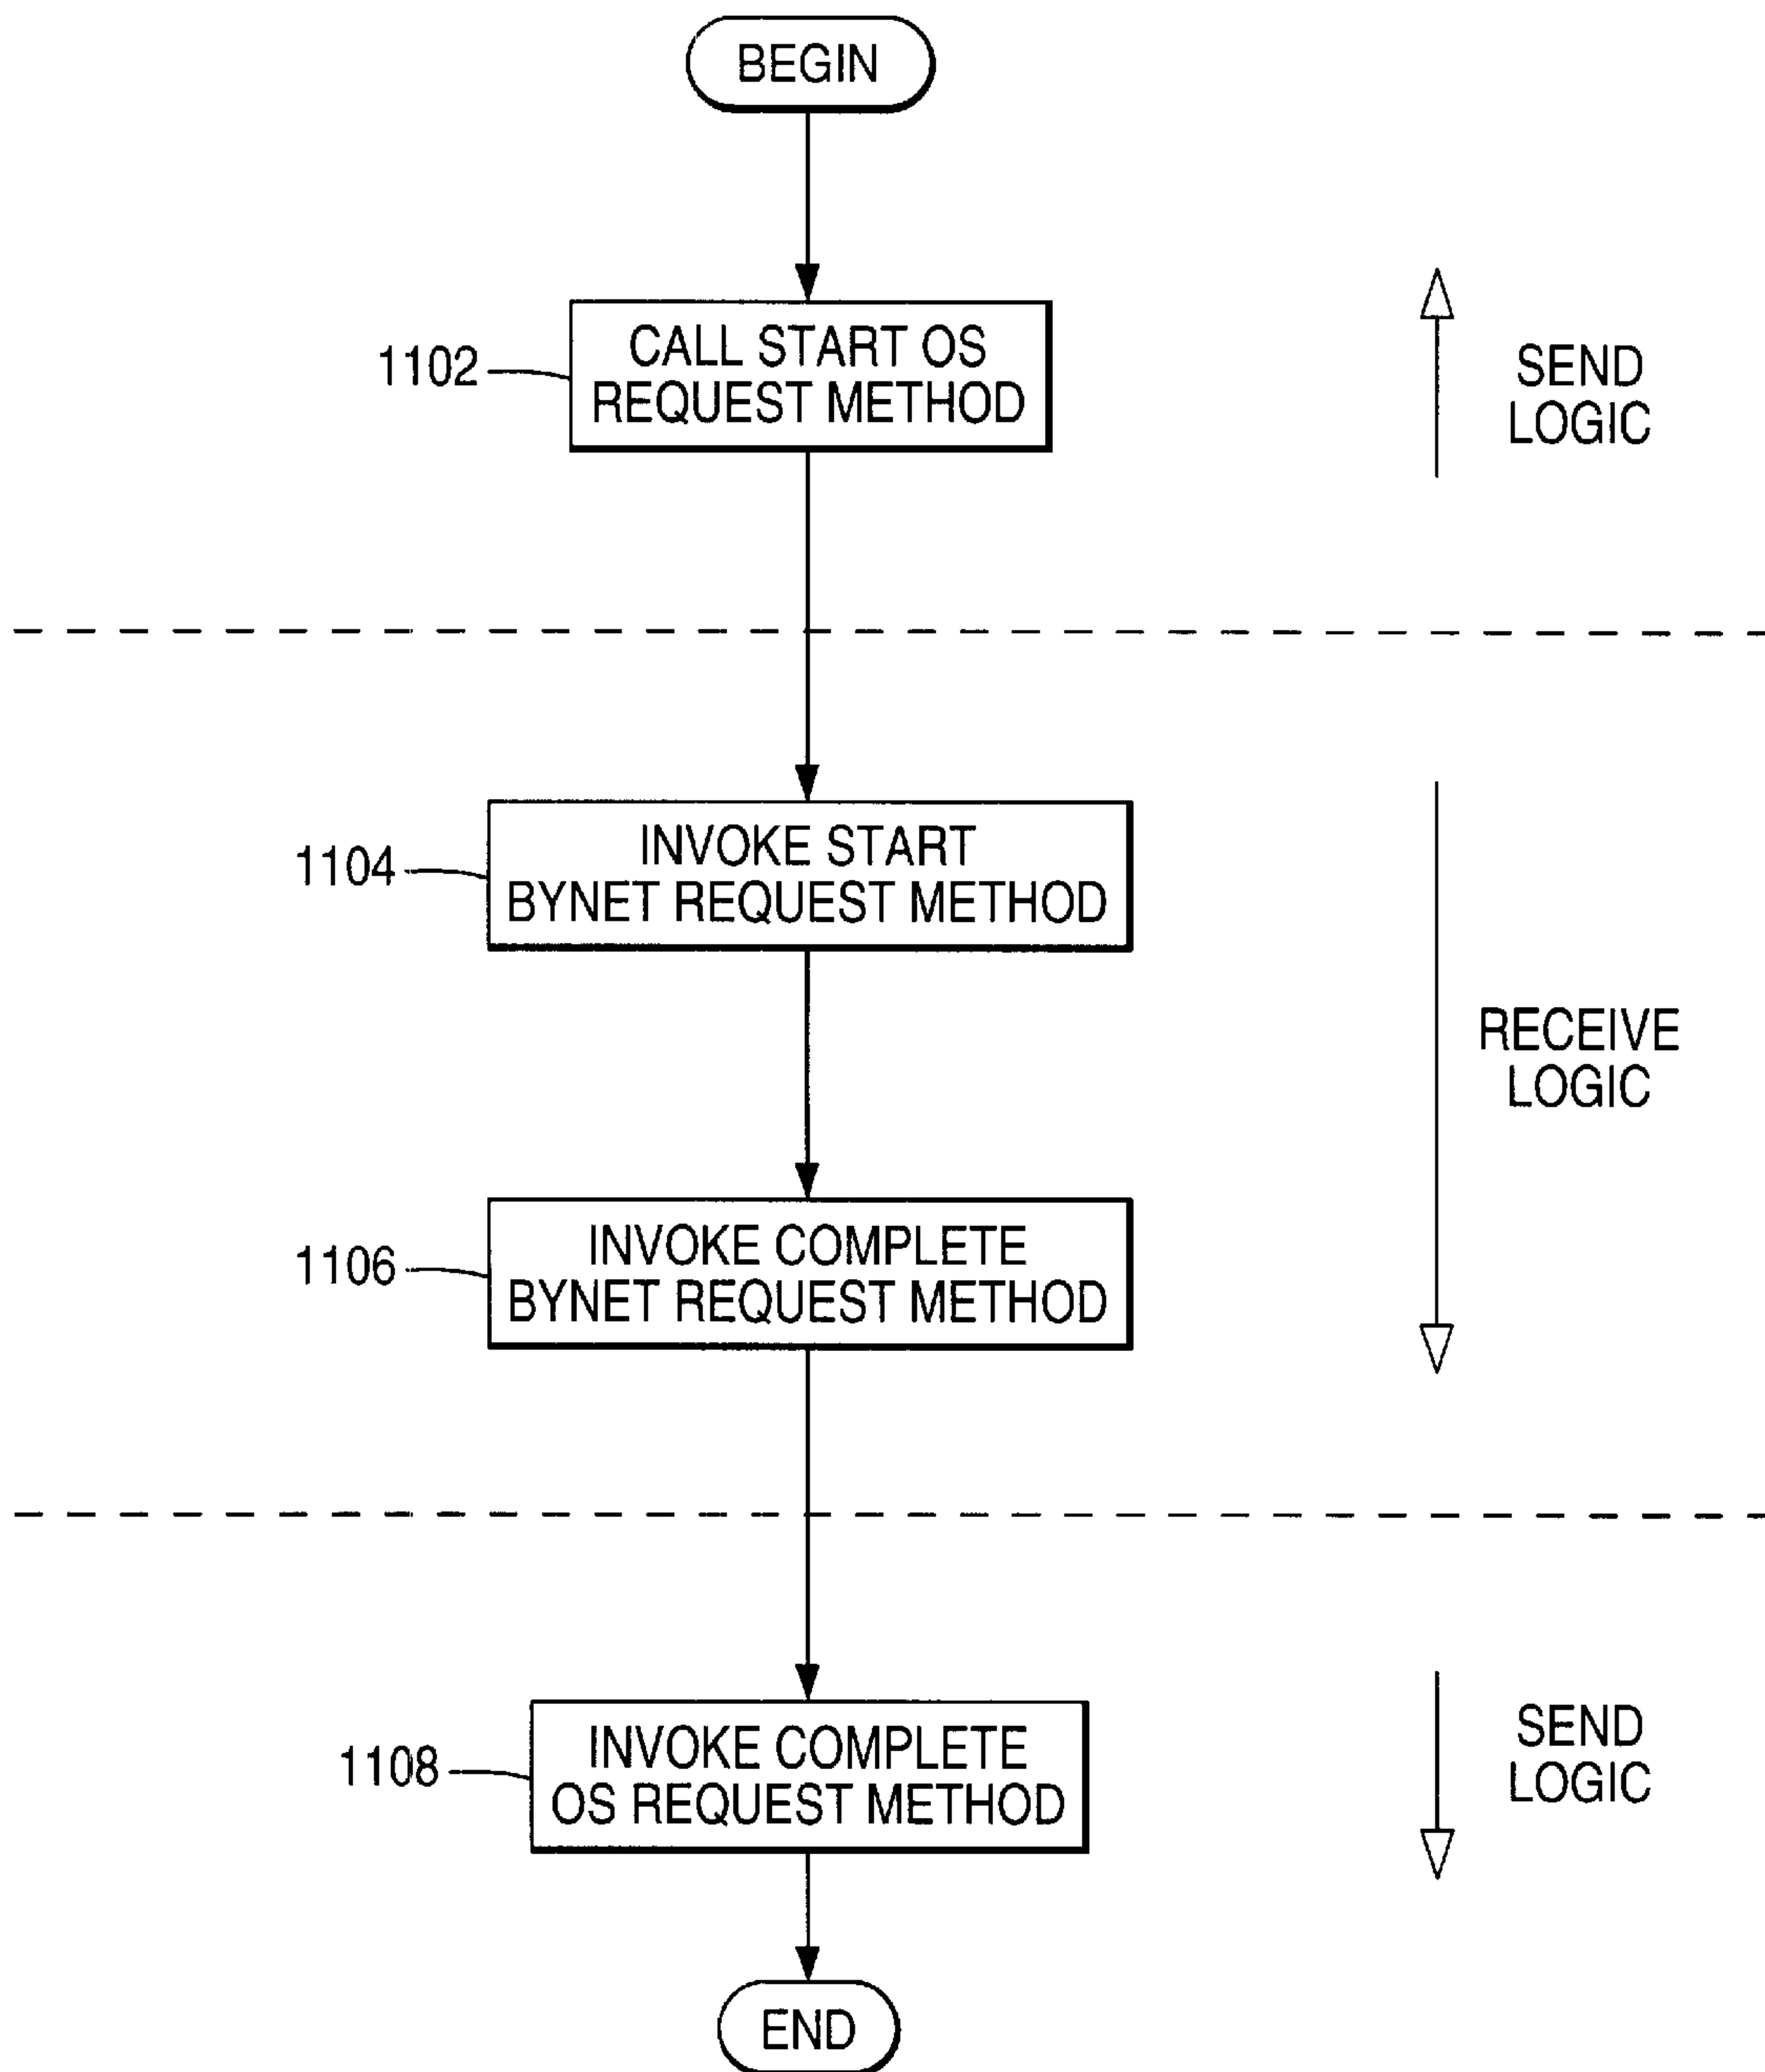 BEGIN
1102
CALL START OS
REQUEST METHOD
SEND
LOGIC
1104
INVOKE START
BYNET REQUEST METHOD
RECEIVE
LOGIC
1106
INVOKE COMPLETE
BYNET REQUEST METHOD
1108
INVOKE COMPLETE
OS REQUEST METHOD
SEND
LOGIC
END